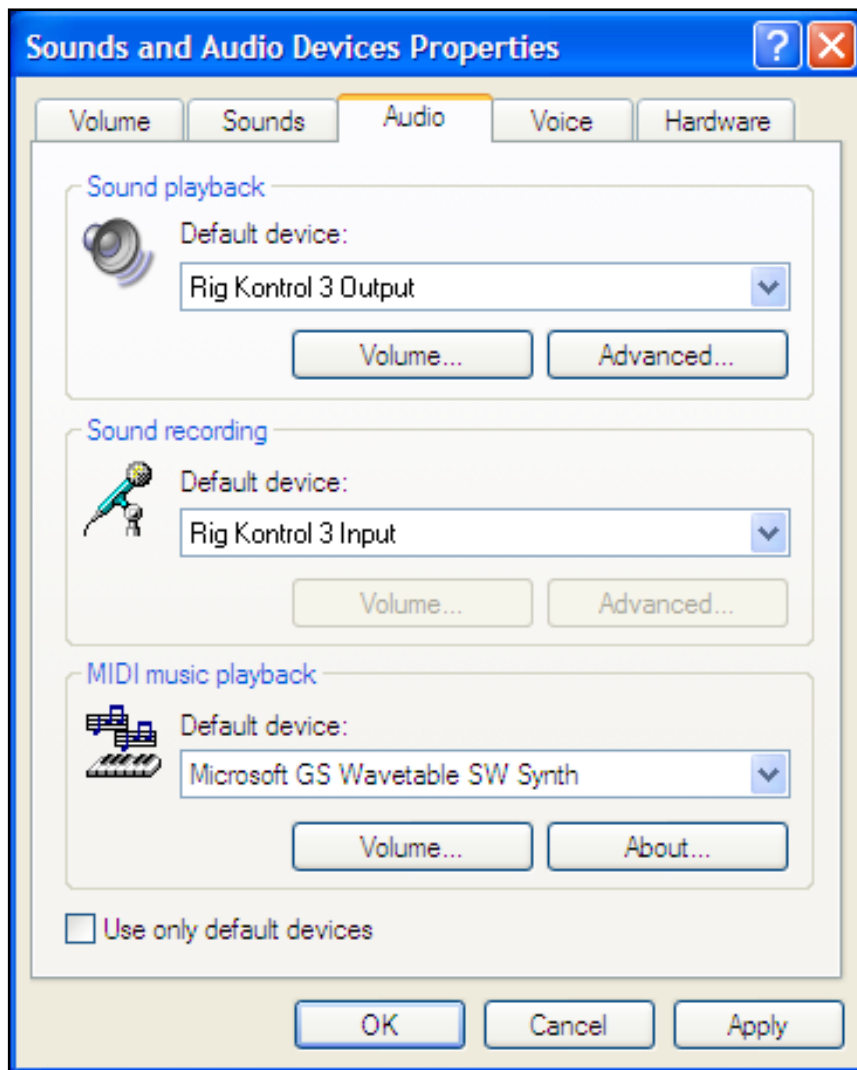 Sounds and Audio Devices Properties
Volume Sounds Audio Voice Hardware
Sound playback
Default device:
Rig Kontrol 3 Output
Volume... Advanced...
Sound recording
Default device:
Rig Kontrol 3 Input
Volume... Advanced...
MIDI music playback
Default device:
Microsoft GS Wavetable SW Synth
Volume... About...
Use only default devices
OK Cancel Apply